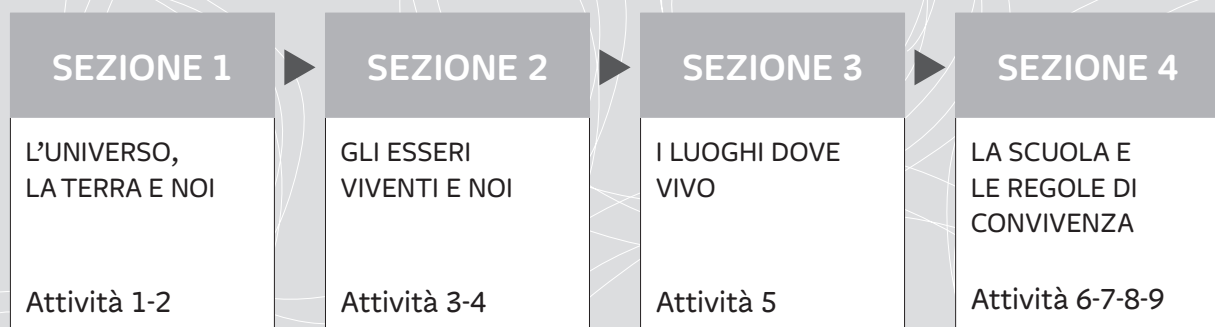 SEZIONE 1
L’UNIVERSO,
LA TERRA E NOI
Attività 1-2
SEZIONE 2
GLI ESSERI
VIVENTI E NOI
Attività 3-4
SEZIONE 3
I LUOGHI DOVE
VIVO
Attività 5
SEZIONE 4
LA SCUOLA E
LE REGOLE DI
CONVIVENZA
Attività 6-7-8-9